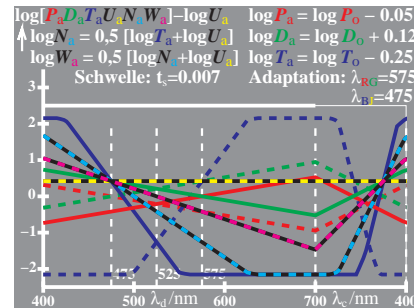 log[PₐDₐTₐUₐNₐWₐ]–logUₐ logPₐ = logPₒ - 0.05
logNₐ = 0,5 [logTₐ+logUₐ] logDₐ = logDₒ + 0.12
logWₐ = 0,5 [logNₐ+logUₐ] logTₐ = logTₒ - 0.25
Schwelle: tₛ=0.007 Adaptation: λRG=575
λBJ=475
3
2
1
0
−1
−2
475 525 575
400 500 600 700 400
λd/nm λc/nm